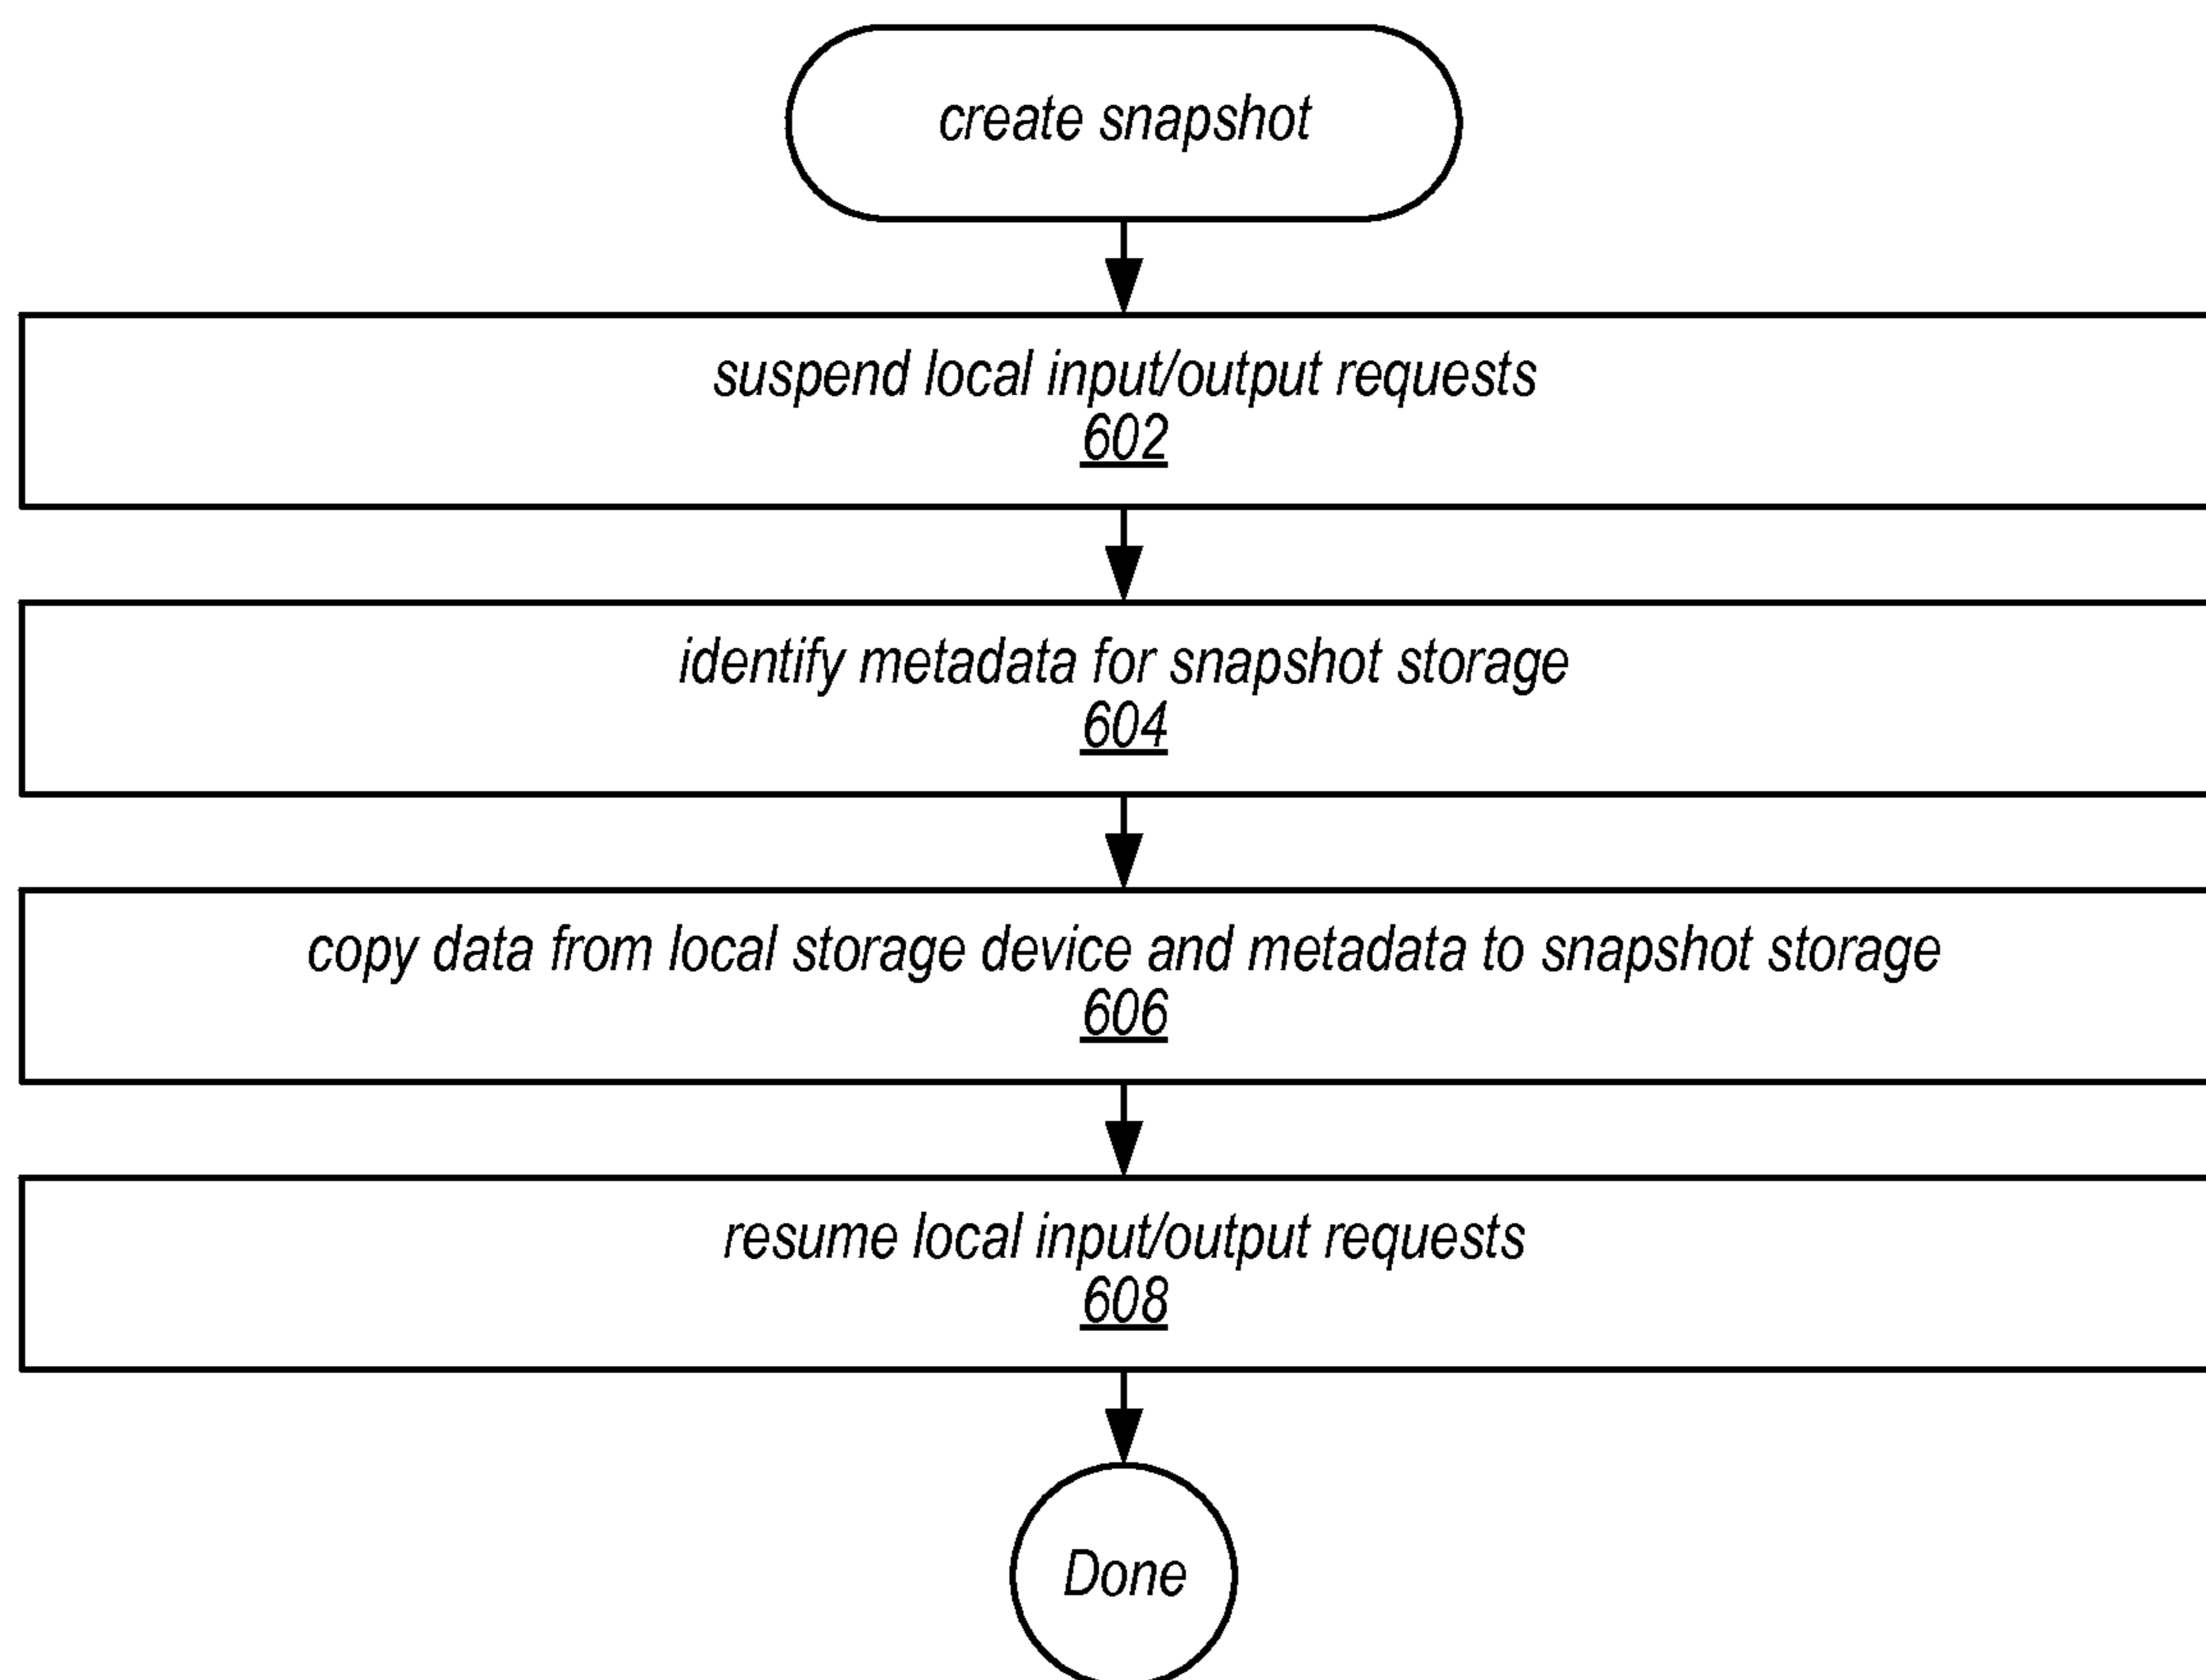 create snapshot
suspend local input/output requests
602
identify metadata for snapshot storage
604
copy data from local storage device and metadata to snapshot storage
606
resume local input/output requests
608
Done